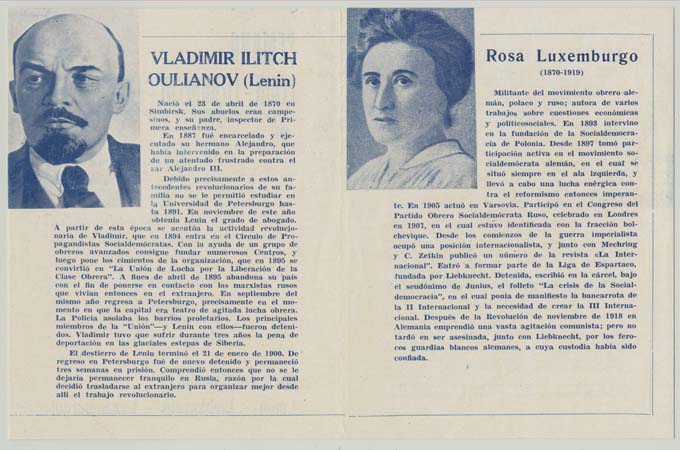 VLADIMIR ILITCH
OULIANOV (Lenin)
Nació el 23 de abril de 1870 en
Simbirsk. Sus abuelos eran campe-
sinos, y su padre, inspector de Pri-
mera enseñanza.
En 1887 fué encarcelado y eje-
cutado su hermano Alejandro, que
había intervenido en la preparación
de un atentado frustrado contra el
zar Alejandro III.
Debido precisamente a estos an-
tecedentes revolucionarios de su fa-
milia no se le permitió estudiar en
la Universidad de Petersburgo has-
ta 1891. En noviembre de este año
obtenía Lenin el grado de abogado.
A partir de esta época se acentúa la actividad revolucio-
naria de Vladimir, que en 1894 entra en el Círculo de Pro-
pagandistas Socialdemócratas. Con la ayuda de un grupo de
obreros avanzados consigue fundar numerosos Centros, y
luego pone los cimientos de la organización, que en 1895 se
convirtió en "La Unión de Lucha por la Liberación de la
Clase Obrera". A fines de abril de 1895 abandona su país
con el fin de ponerse en contacto con los marxistas rusos
que vivían entonces en el extranjero. En septiembre del
mismo año regresa a Petersburgo, precisamente en el mo-
mento en que la capital era teatro de agitada lucha obrera.
La Policía asolaba los barrios proletarios. Los principales
miembros de la "Unión"—y Lenin con ellos—fueron deteni-
dos. Vladimir tuvo que sufrir durante tres años la pena de
deportación en las glaciales estepas de Siberia.
El destierro de Lenin terminó el 21 de enero de 1900. De
regreso en Petersburgo fué de nuevo detenido y permaneció
tres semanas en prisión. Comprendió entonces que no se le
dejaría permanecer tranquilo en Rusia, razón por la cual
decidió trasladarse al extranjero para organizar mejor desde
allí el trabajo revolucionario.
Rosa Luxemburgo
(1870-1919)
Militante del movimiento obrero ale-
mán, polaco y ruso; autora de varios
trabajos sobre cuestiones económicas
y politicosociales. En 1893 intervino
en la fundación de la Socialdemocra-
cia de Polonia. Desde 1897 tomó par-
ticipación activa en el movimiento so-
cialdemócrata alemán, en el cual se
situó siempre en el ala izquierda, y
llevó a cabo una lucha enérgica con-
tra el reformismo entonces imperan-
te. En 1905 actuó en Varsovia. Participó en el Congreso del
Partido Obrero Socialdemócrata Ruso, celebrado en Londres
en 1907, en el cual estuvo identificada con la fracción bol-
chevique. Desde los comienzos de la guerra imperialista
ocupó una posición internacionalista, y junto con Mechring
y C. Zetkin publicó un número de la revista «La Inter-
nacional". Entró a formar parte de la Liga de Espartaco,
fundada por Liebknecht. Detenida, escribió en la cárcel, bajo
el seudónimo de Junius, el folleto "La crisis de la Social-
democracia", en el cual ponía de manifiesto la bancarrota de
la II Internacional y la necesidad de crear la III Interna-
cional. Después de la Revolución de noviembre de 1918 en
Alemania emprendió una vasta agitación comunista; pero no
tardó en ser asesinada, junto con Liebknecht, por los fero-
ces guardias blancos alemanes, a cuya custodia había sido
confiada.